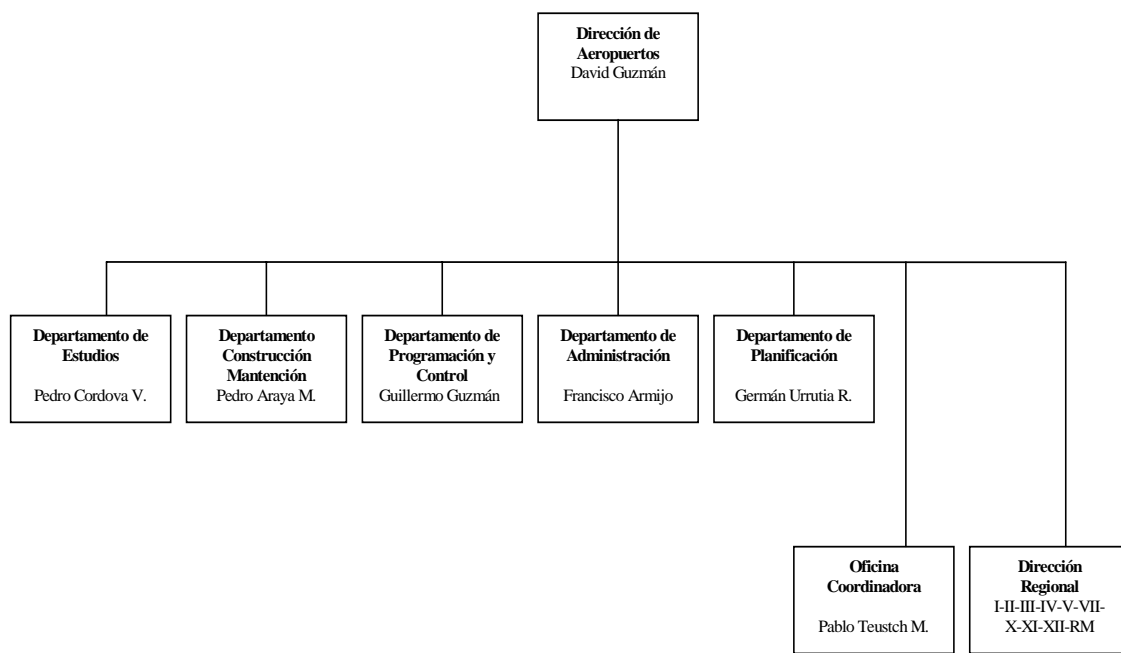 Dirección de
Aeropuertos
David Guzmán
Departamento de
Estudios
Pedro Cordova V.
Departamento
Construcción
Mantención
Pedro Araya M.
Departamento de
Programación y
Control
Guillermo Guzmán
Departamento de
Administración
Francisco Armijo
Departamento de
Planificación
Germán Urrutia R.
Oficina
Coordinadora
Pablo Teustch M.
Dirección
Regional
I-II-III-IV-V-VII-
X-XI-XII-RM